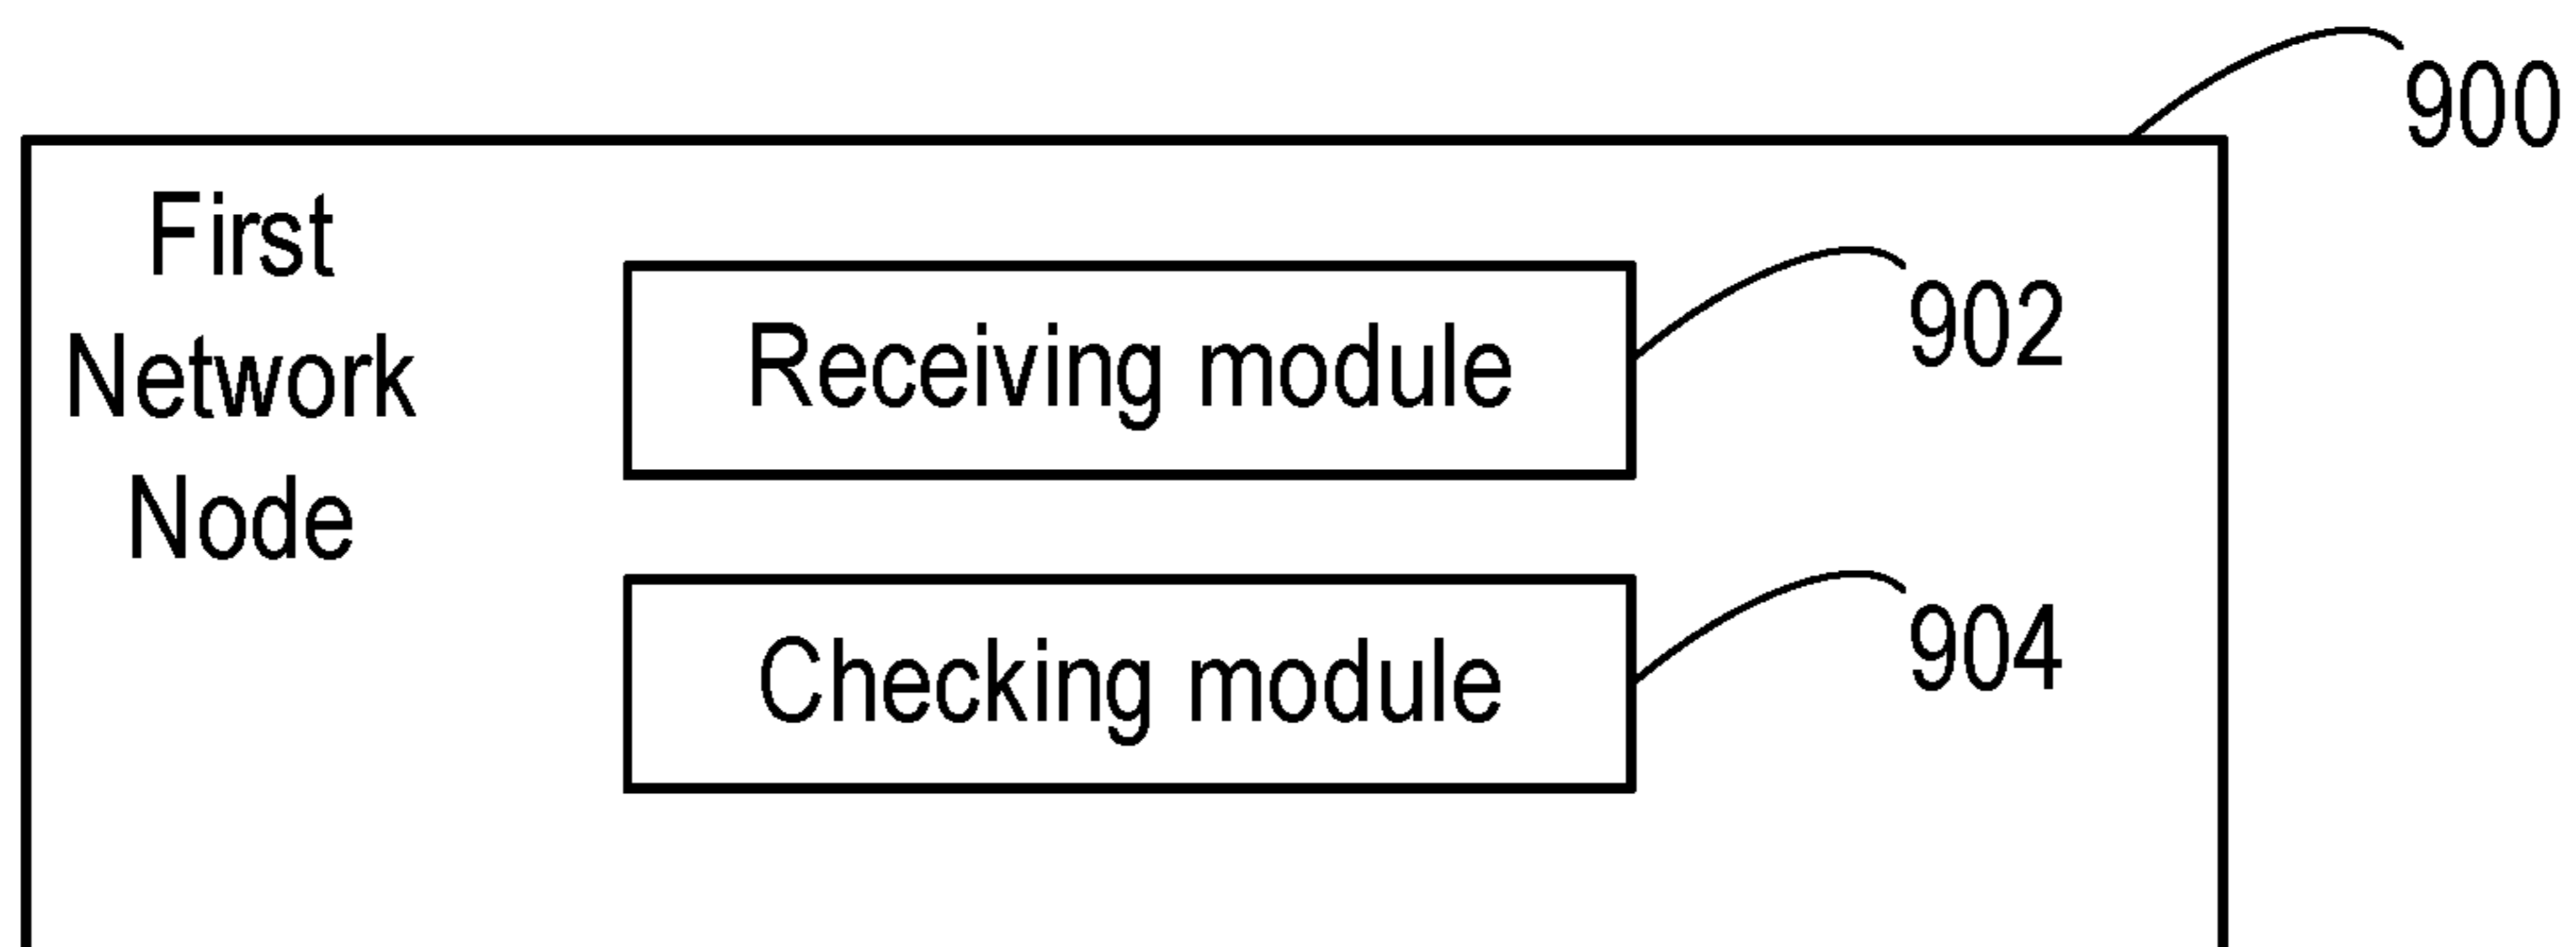 900
First
Network
Node
Receiving module
902
Checking module
904